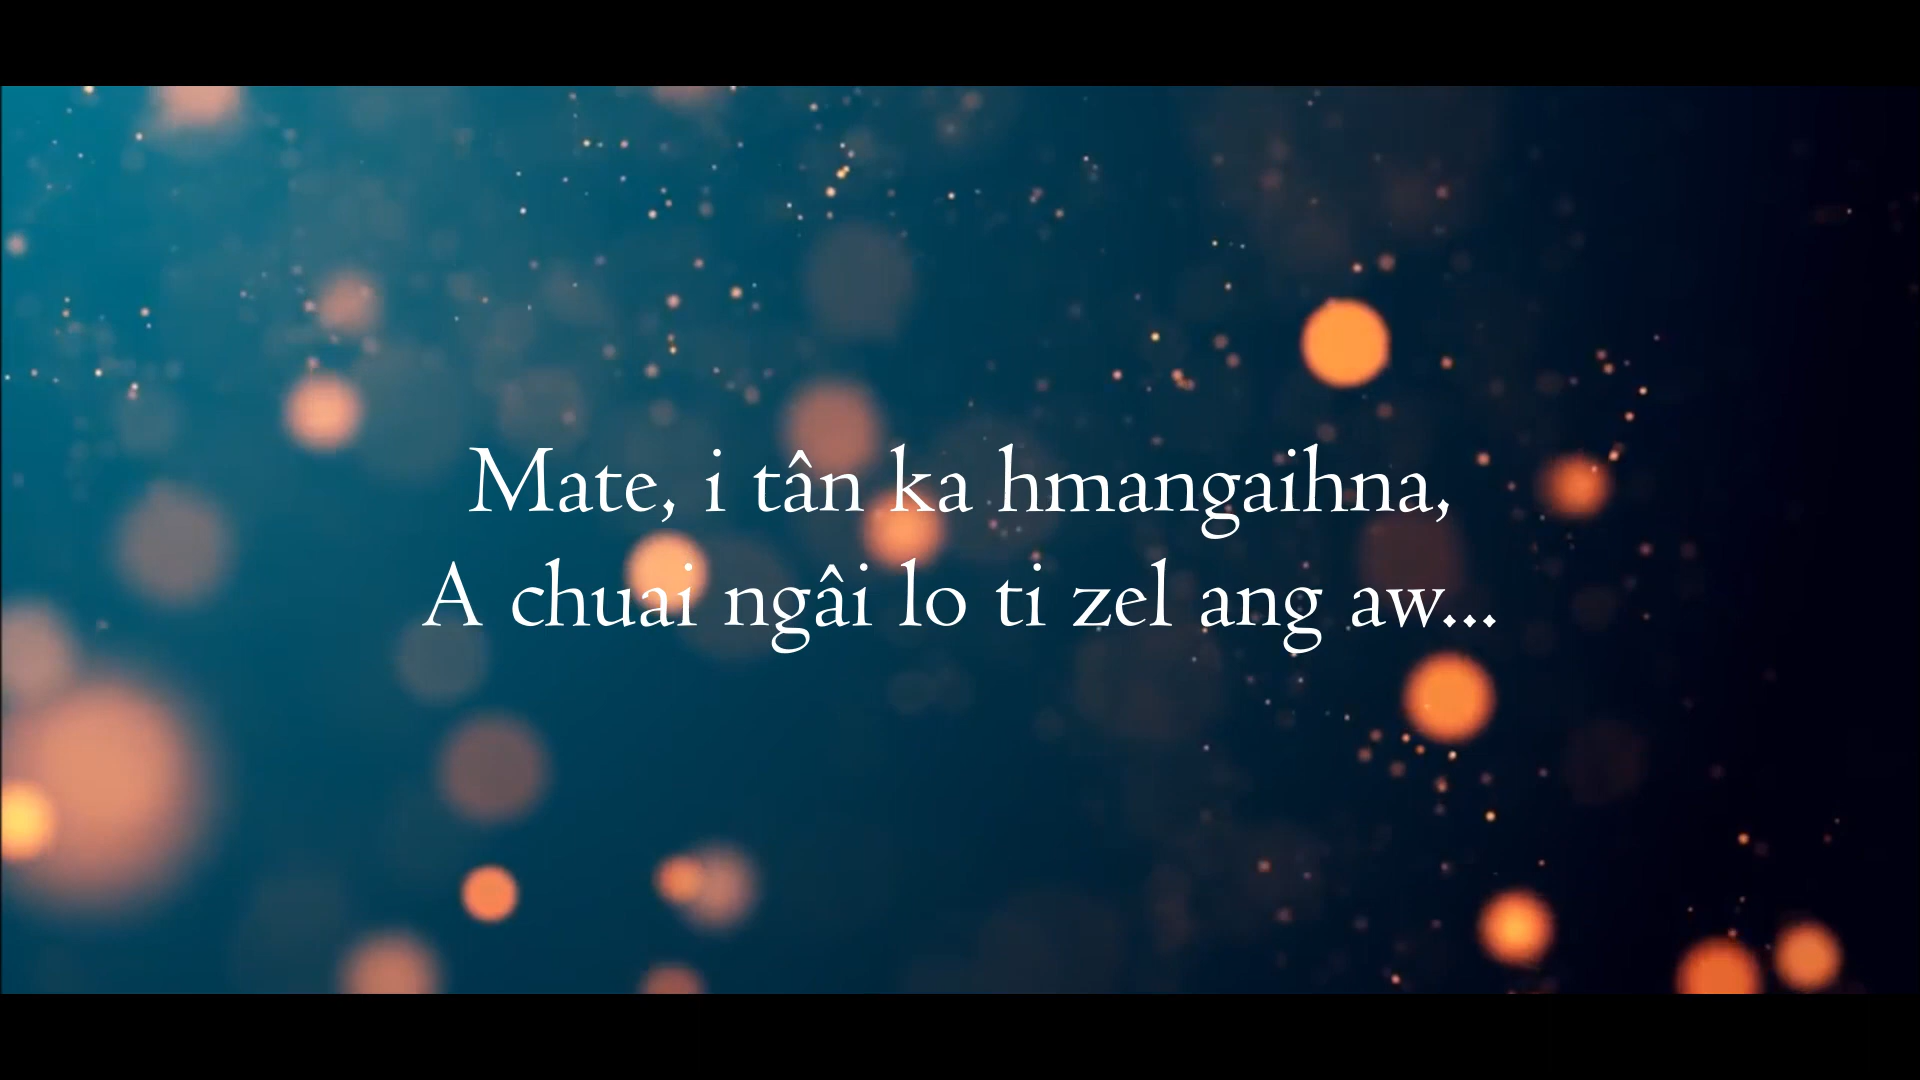 Mate, i tân ka hmangaihna,
A chuai ngâi lo ti zel ang aw...